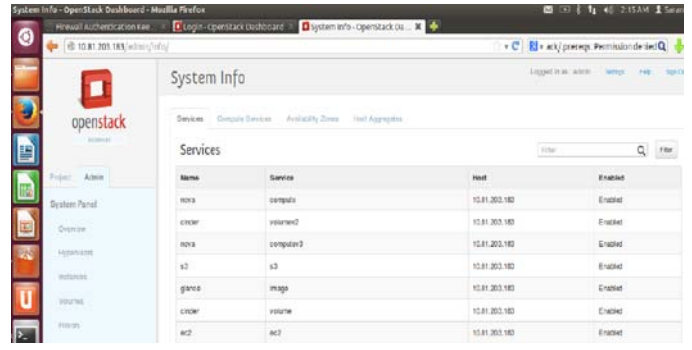 System Info - OpenStack Dashboard - Mozilla Firefox
2:15 AM
Firewall Authentication Kee...
Login - OpenStack Dashboard
System Info - OpenStack Da...
10.81.203.183/admin/info/
ack/ prereqs. Permission denied
openstack
DASHBOARD
System Info
Logged in as: admin
Settings
Help
Sign O
Services
Compute Services
Availability Zones
Host Aggregates
Services
Filter
Filter
Project
Admin
System Panel
Overview
Hypervisors
Instances
Volumes
Flavors
Name Service Host Enabled
nova compute 10.81.203.183 Enabled
cinder volumev2 10.81.203.183 Enabled
nova computev3 10.81.203.183 Enabled
s3 s3 10.81.203.183 Enabled
glance image 10.81.203.183 Enabled
cinder volume 10.81.203.183 Enabled
ec2 ec2 10.81.203.183 Enabled